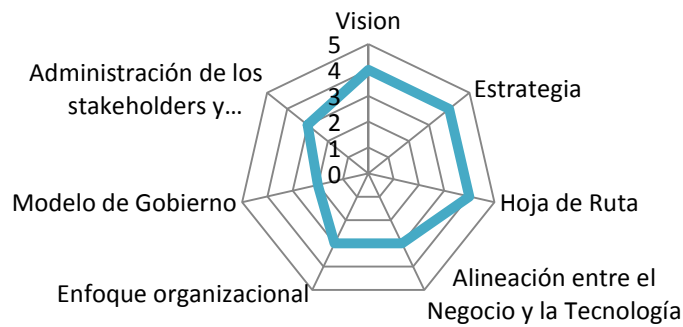 Vision
5
4
3
2
1
0
Estrategia
Hoja de Ruta
Alineación entre el
Negocio y la Tecnología
Enfoque organizacional
Modelo de Gobierno
Administración de los
stakeholders y…